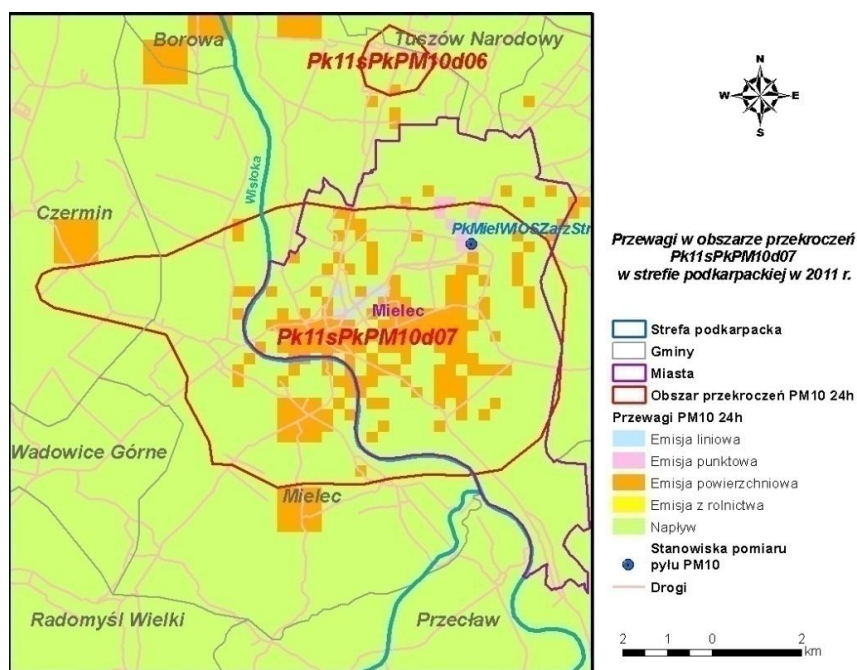 Borowa
Tuszów Narodowy
Pk11sPkPM10d06
Wisłoka
Czermin
PkMielWIOSZarzStr
Mielec
Pk11sPkPM10d07
Wadowice Górne
Mielec
Radomyśl Wielki
Przecław
N
W E
S
Przewagi w obszarze przekroczeń
Pk11sPkPM10d07
w strefie podkarpackiej w 2011 r.
Strefa podkarpacka
Gminy
Miasta
Obszar przekroczeń PM10 24h
Przewagi PM10 24h
Emisja liniowa
Emisja punktowa
Emisja powierzchniowa
Emisja z rolnictwa
Napływ
Stanowiska pomiaru
pyłu PM10
Drogi
2 1 0 2
km